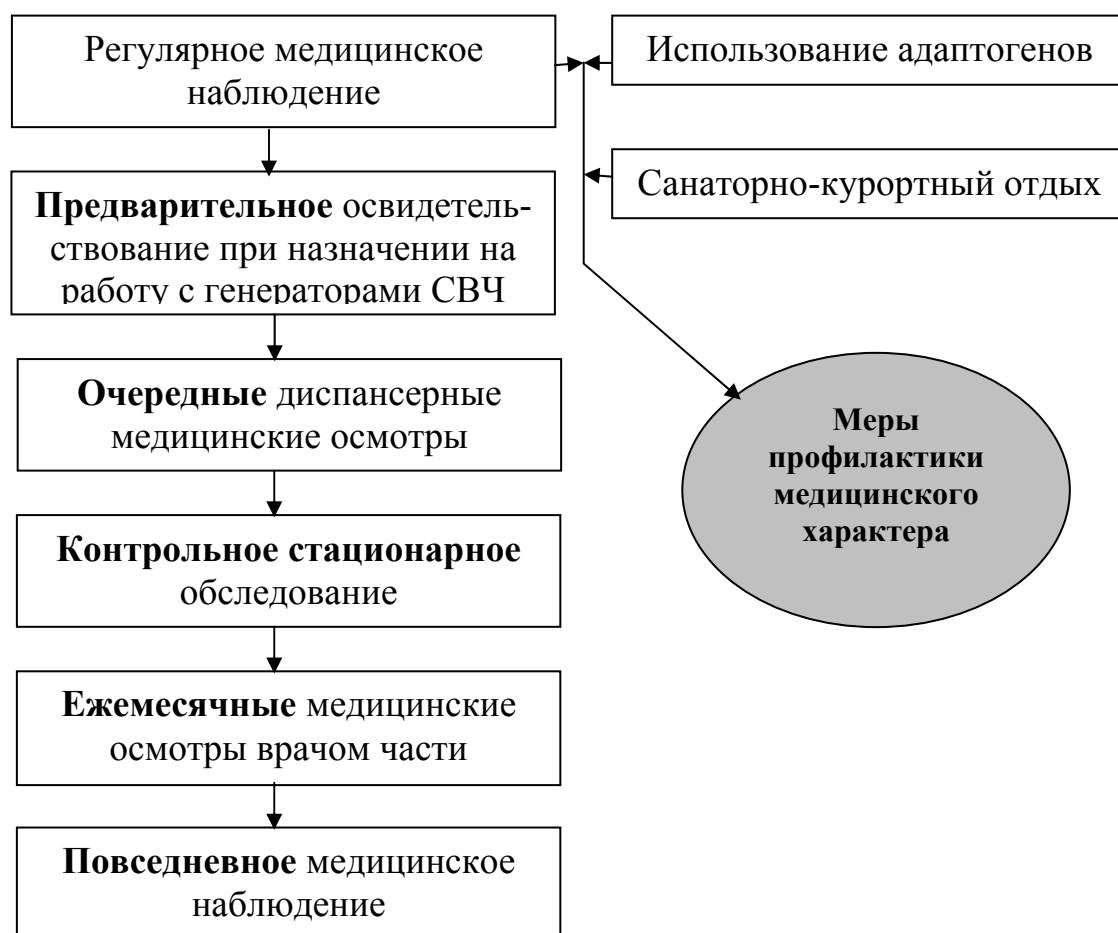 Регулярное медицинское
наблюдение
Использование адаптогенов
Санаторно-курортный отдых
Предварительное освидетель-
ствование при назначении на
работу с генераторами СВЧ
Очередные диспансерные
медицинские осмотры
Меры
профилактики
медицинского
характера
Контрольное стационарное
обследование
Ежемесячные медицинские
осмотры врачом части
Повседневное медицинское
наблюдение